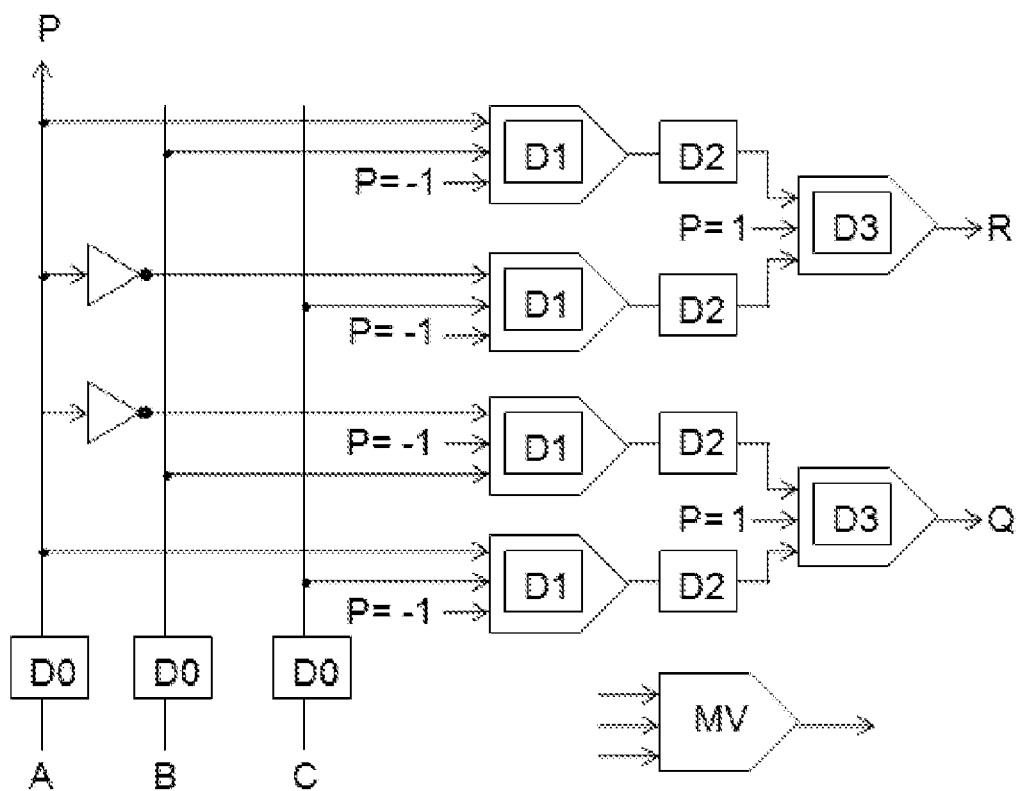 P
D1 D2
P= -1
P= 1 D3 R
D1 D2
P= -1
D1 D2
P= -1
P= 1 D3 Q
D1 D2
P= -1
D0 D0 D0
MV
A B C